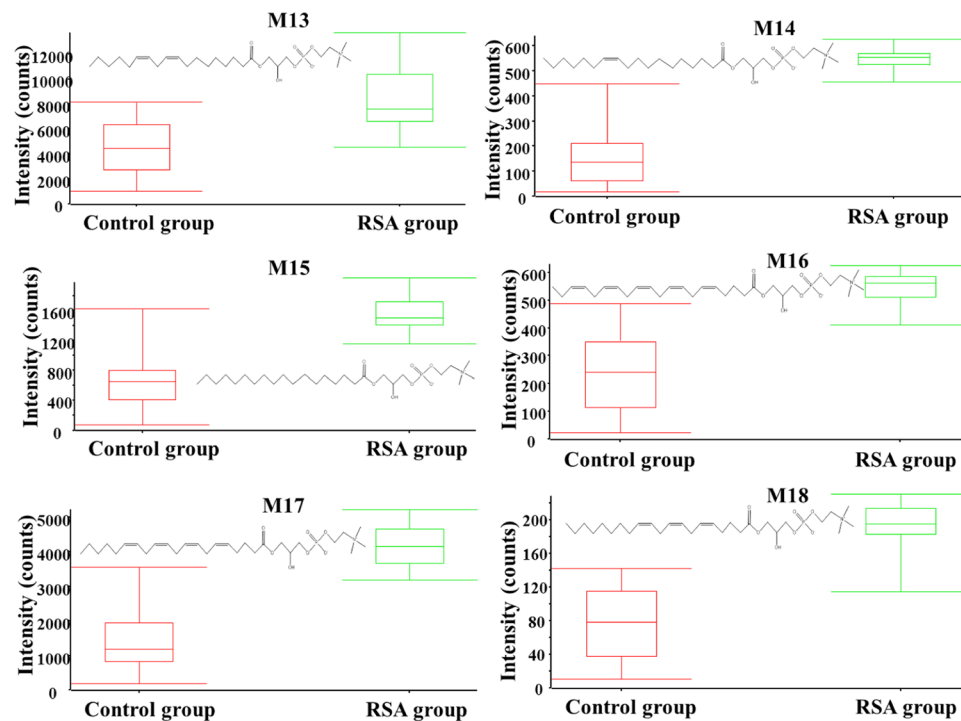 M13
Intensity (counts)
12000
10000
8000
6000
4000
2000
0
Control group
RSA group
M14
Intensity (counts)
600
500
400
300
200
100
0
Control group
RSA group
M15
Intensity (counts)
1600
1200
800
400
0
Control group
RSA group
M16
Intensity (counts)
600
500
400
300
200
100
0
Control group
RSA group
M17
Intensity (counts)
5000
4000
3000
2000
1000
0
Control group
RSA group
M18
Intensity (counts)
200
160
120
80
40
0
Control group
RSA group